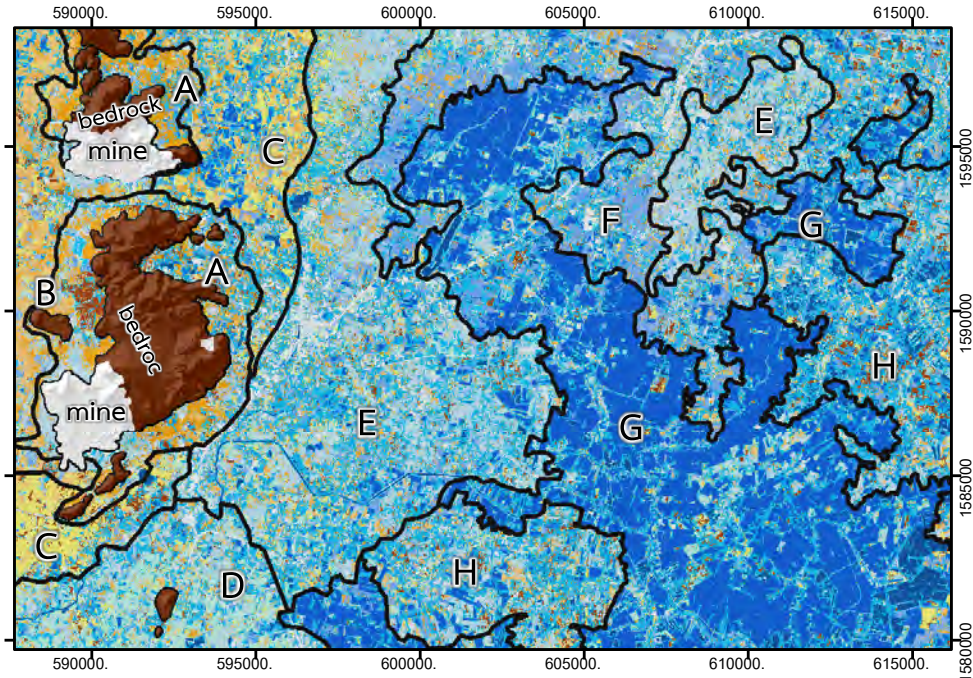 590000. 595000. 600000. 605000. 610000. 615000.
A
bedrock
mine
C
E
1595000
F
G
A
B
bedroc
1590000
H
mine
E
G
1585000
C
D
H
590000. 595000. 600000. 605000. 610000. 615000.
1580000